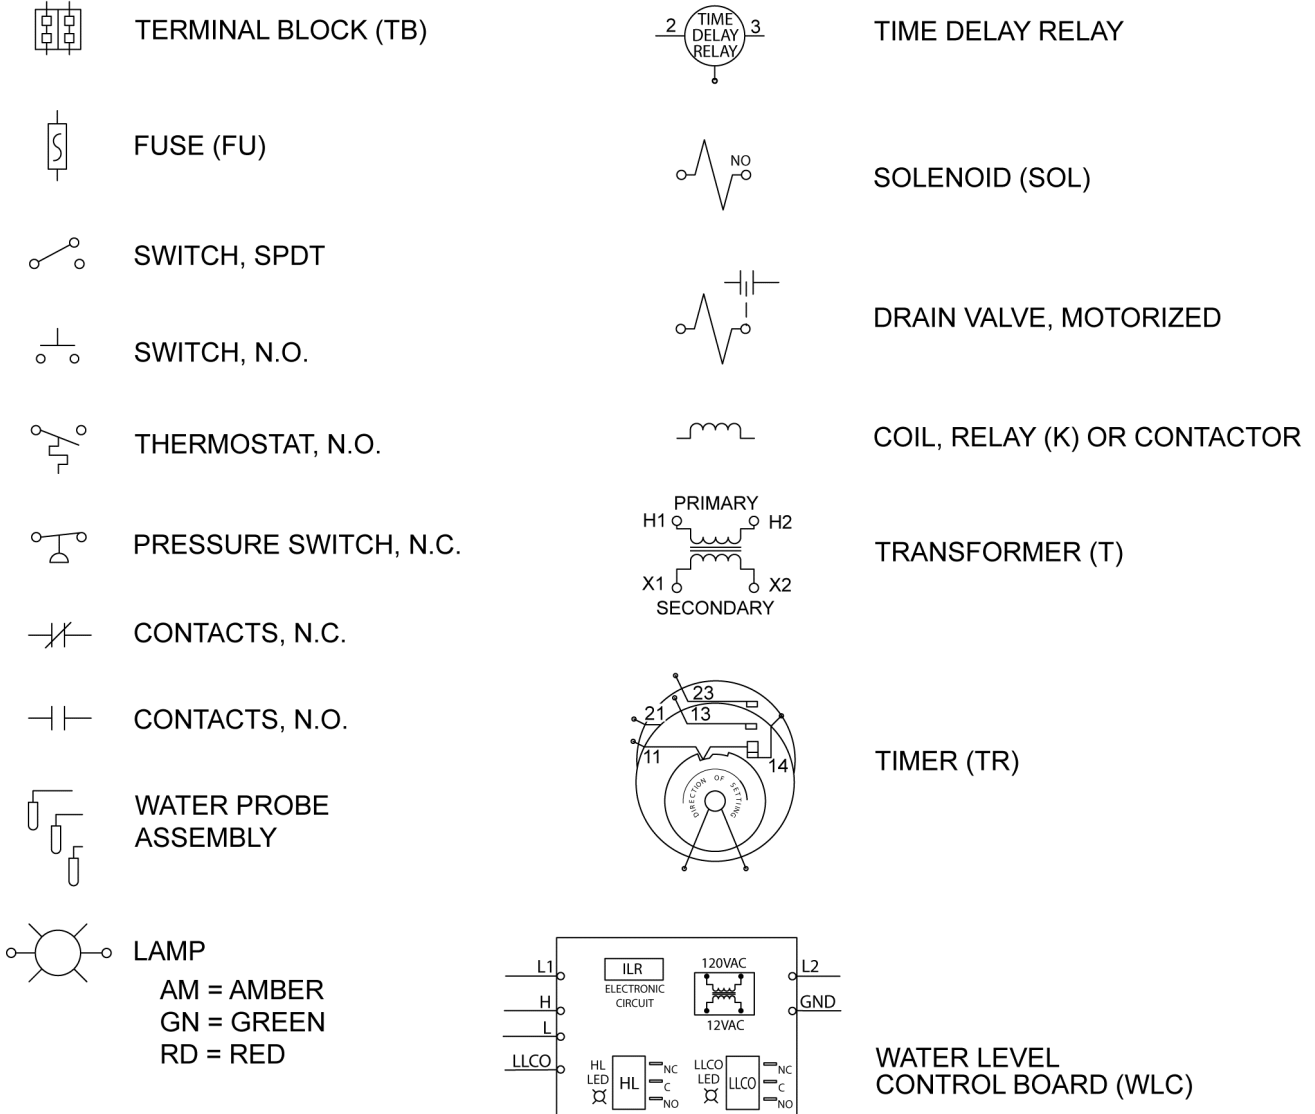 TERMINAL BLOCK (TB)
FUSE (FU)
SWITCH, SPDT
SWITCH, N.O.
THERMOSTAT, N.O.
PRESSURE SWITCH, N.C.
CONTACTS, N.C.
CONTACTS, N.O.
WATER PROBE
ASSEMBLY
LAMP
AM = AMBER
GN = GREEN
RD = RED
2 TIME DELAY RELAY 3
TIME DELAY RELAY
NO
SOLENOID (SOL)
DRAIN VALVE, MOTORIZED
COIL, RELAY (K) OR CONTACTOR
PRIMARY
H1 H2
X1 X2
SECONDARY
TRANSFORMER (T)
23
21 13
11 14
DIRECTION OF SETTING
TIMER (TR)
L1 ILR 120VAC L2
ELECTRONIC
CIRCUIT
H GND
12VAC
L
LLCO
HL
LED
HL
NC
C
NO
LLCO
LED
LLCO
NC
C
NO
WATER LEVEL
CONTROL BOARD (WLC)